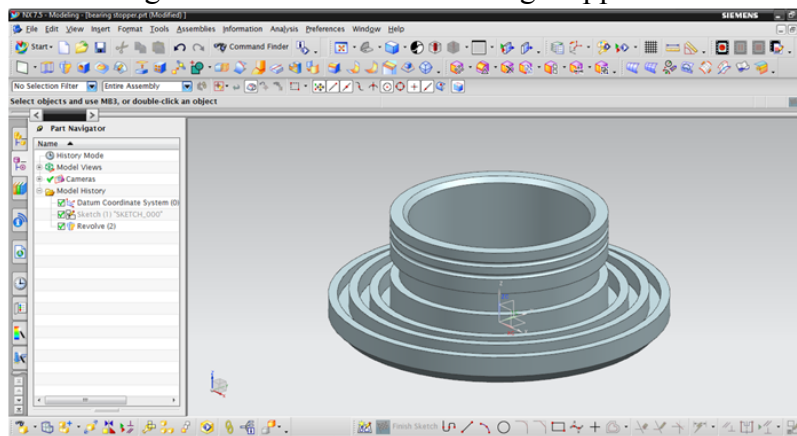 NX 7.5 - Modeling - [bearing stopper.prt (Modified) ]
SIEMENS
File Edit View Insert Format Tools Assemblies Information Analysis Preferences Window Help
Start Command Finder
No Selection Filter Entire Assembly
Select objects and use MB3, or double-click an object
Part Navigator
Name
History Mode
Model Views
Cameras
Model History
Datum Coordinate System (0)
Sketch (1) "SKETCH_000"
Revolve (2)
Finish Sketch